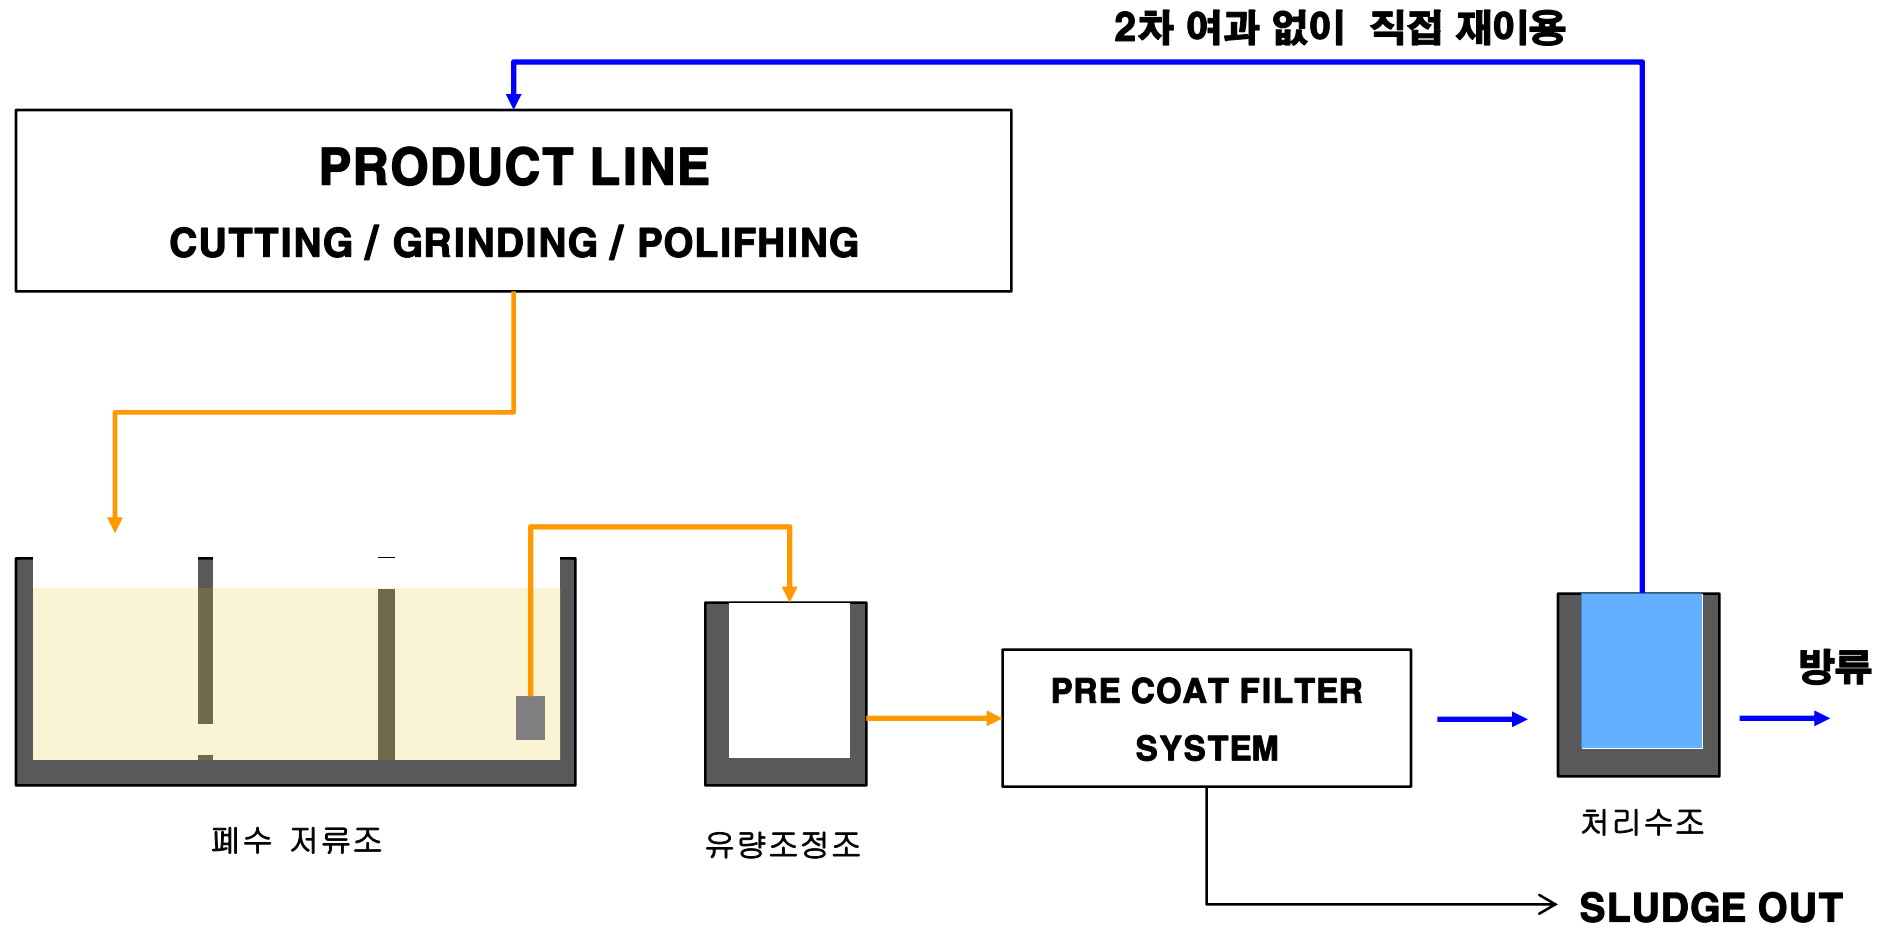 2차 여과 없이 직접 재이용
PRODUCT LINE
CUTTING / GRINDING / POLIFHING
방류
PRE COAT FILTER
SYSTEM
폐수 저류조
유량조정조
처리수조
SLUDGE OUT